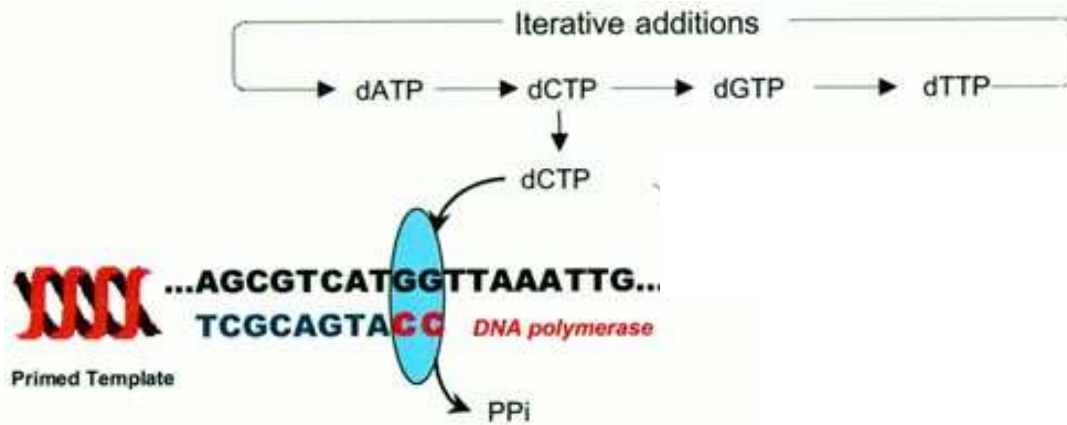 Iterative additions
dATP dCTP dGTP dTTP
dCTP
...AGCGTCATGGTTAAATTG...
TCGCAGTACC DNA polymerase
Primed Template
PPi